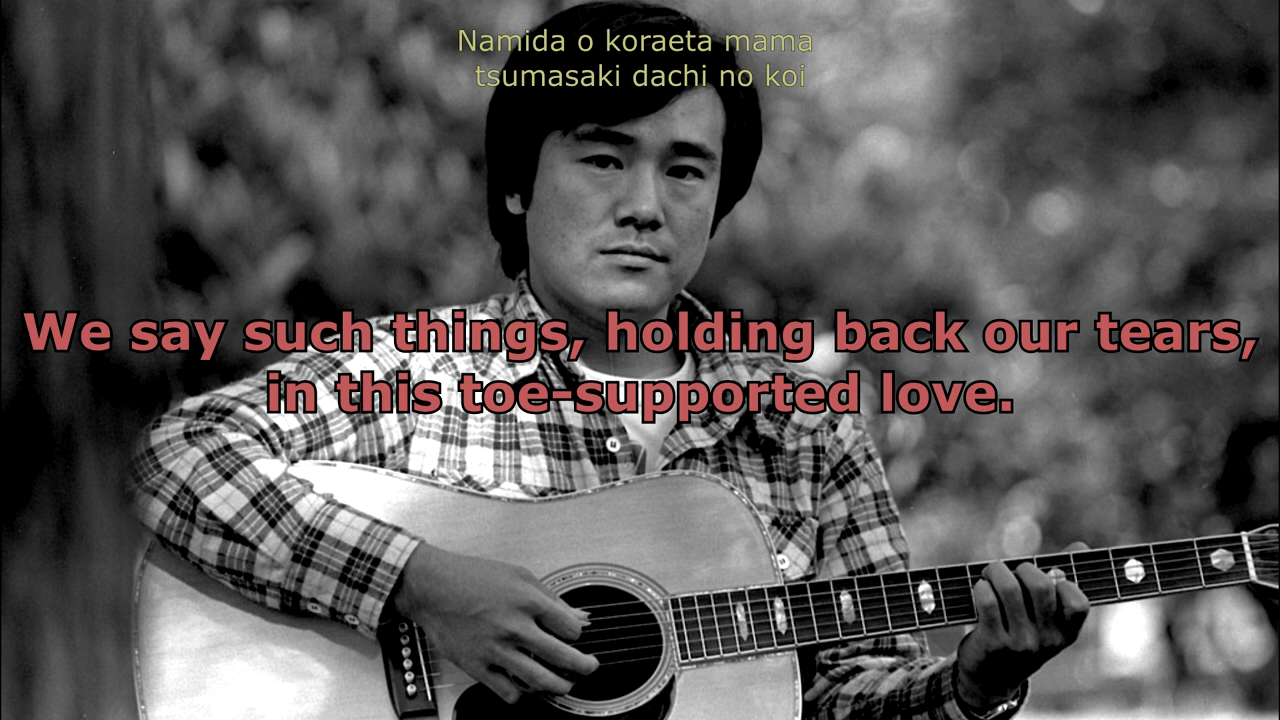 Namida o koraeta mama
tsumasaki dachi no koi
We say such things, holding back our tears,
in this toe-supported love.